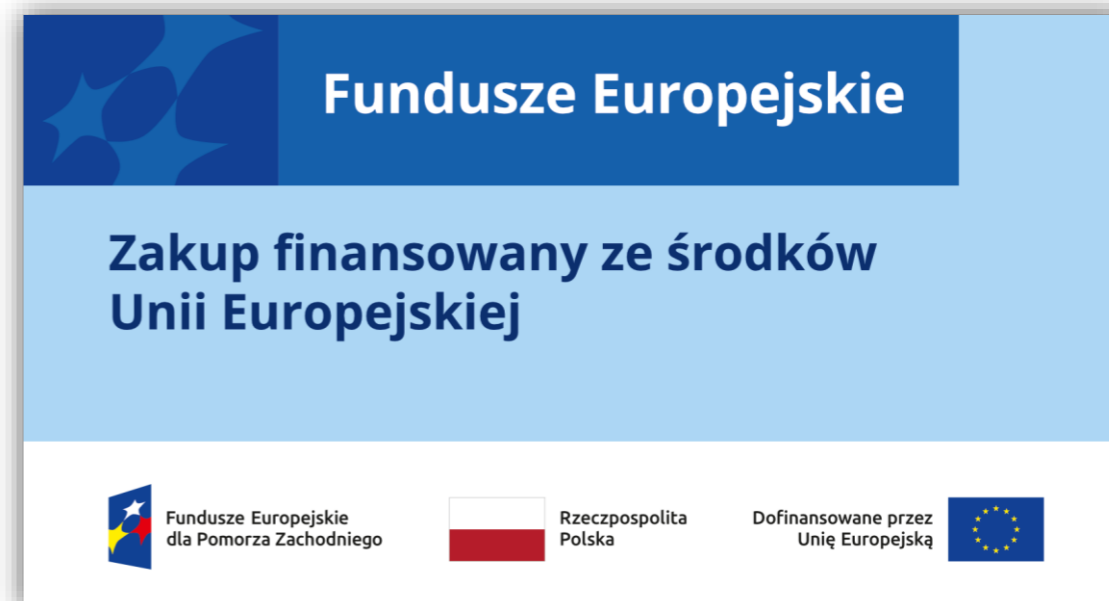 Fundusze Europejskie
Zakup finansowany ze środków
Unii Europejskiej
Fundusze Europejskie
dla Pomorza Zachodniego
Rzeczpospolita
Polska
Dofinansowane przez
Unię Europejską